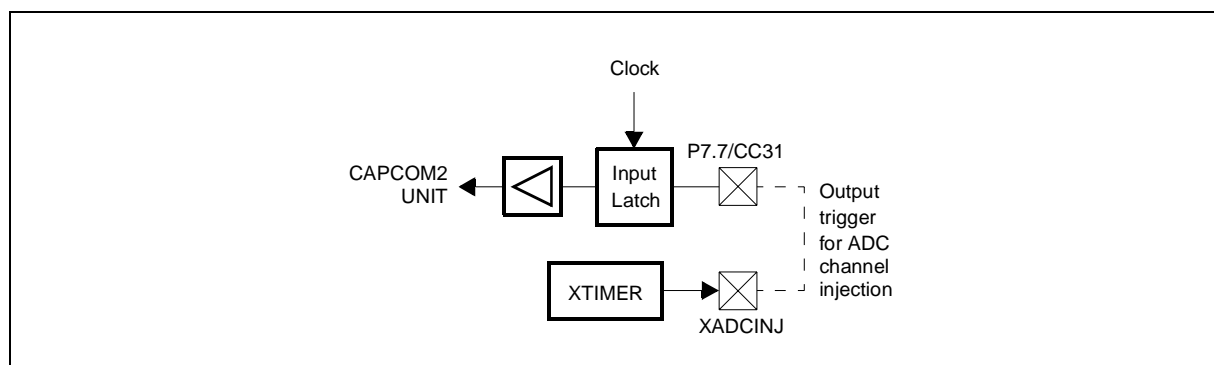 Clock
P7.7/CC31
CAPCOM2
UNIT
Input
Latch
Output
trigger
for ADC
channel
injection
XTIMER
XADCINJ